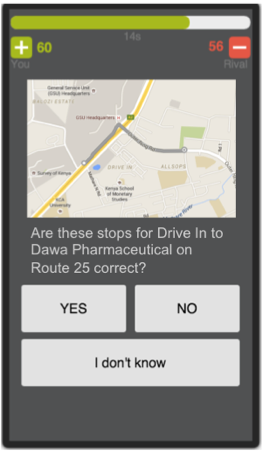 14s
60
56
You
Rival
General Service Unit
(GSU) Headquarters
GSU Headquarters
DRIVE IN
ALLSOPS
Survey of Kenya
Kenya School
of Monetary
Studies
KCA
University
Are these stops for Drive In to
Dawa Pharmaceutical on
Route 25 correct?
YES
NO
I don't know